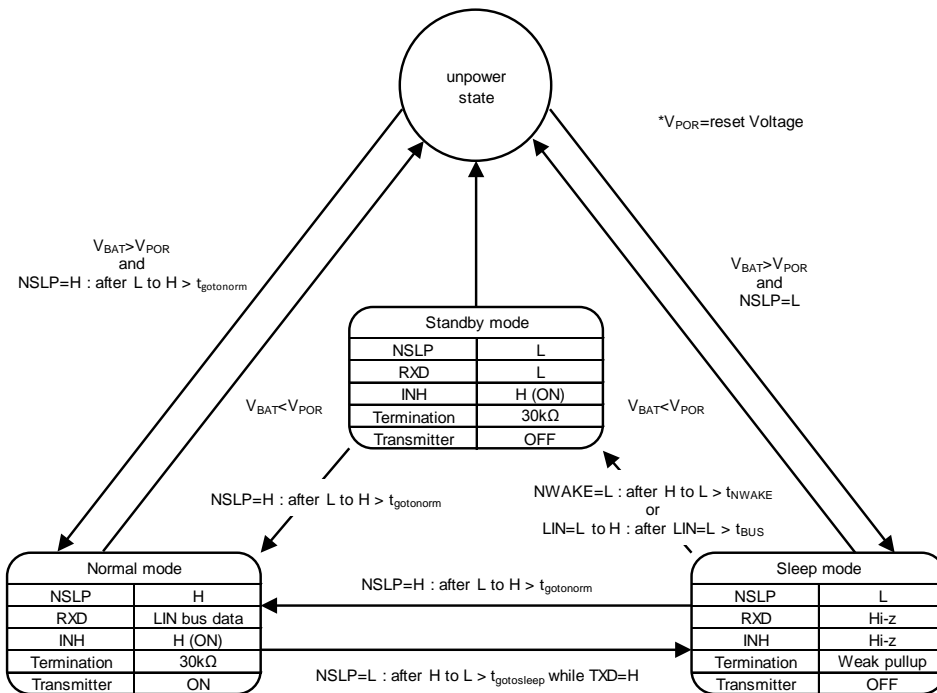 unpower
state
*VPOR=reset Voltage
VBAT>VPOR
and
NSLP=H : after L to H > tgotonorm
VBAT>VPOR
and
NSLP=L
Standby mode
NSLP L
RXD L
INH H (ON)
Termination 30kΩ
Transmitter OFF
VBAT<VPOR
VBAT<VPOR
NSLP=H : after L to H > tgotonorm
NWAKE=L : after H to L > tNWAKE
or
LIN=L to H : after LIN=L > tBUS
Normal mode
NSLP H
RXD LIN bus data
INH H (ON)
Termination 30kΩ
Transmitter ON
NSLP=H : after L to H > tgotonorm
NSLP=L : after H to L > tgotosleep while TXD=H
Sleep mode
NSLP L
RXD Hi-z
INH Hi-z
Termination Weak pullup
Transmitter OFF